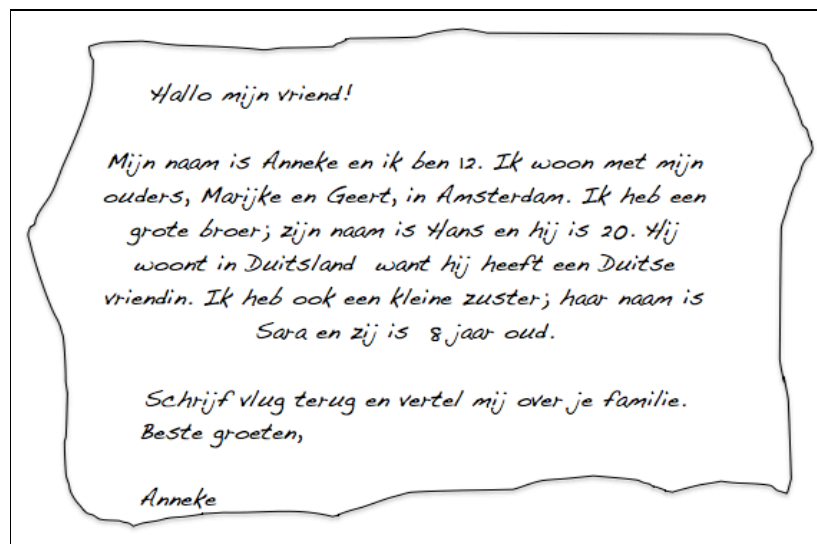 Hallo mijn vriend!
Mijn naam is Anneke en ik ben 12. Ik woon met mijn
ouders, Marijke en Geert, in Amsterdam. Ik heb een
grote broer; zijn naam is Hans en hij is 20. Hij
woont in Duitsland want hij heeft een Duitse
vriendin. Ik heb ook een kleine zuster; haar naam is
Sara en zij is 8 jaar oud.
Schrijf vlug terug en vertel mij over je familie.
Beste groeten,
Anneke